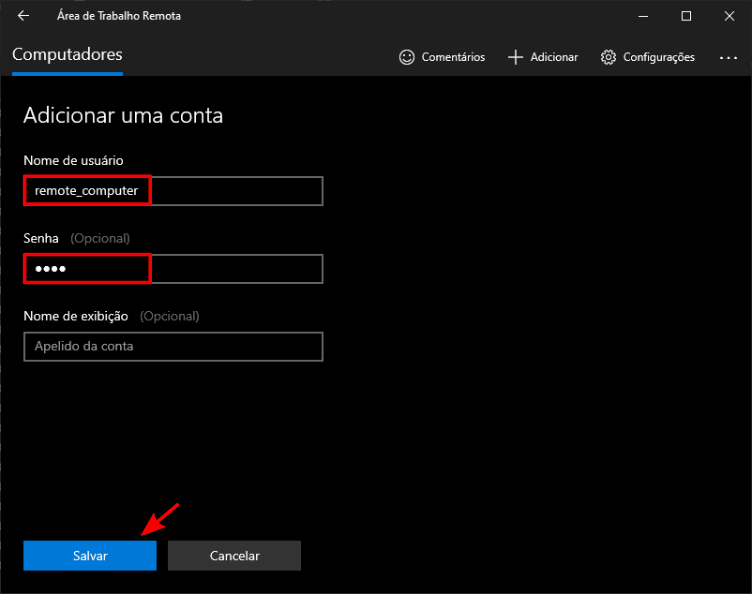 Área de Trabalho Remota
Computadores
Comentários
Adicionar
Configurações
Adicionar uma conta
Nome de usuário
remote_computer
Senha (Opcional)
••••
Nome de exibição (Opcional)
Apelido da conta
Salvar
Cancelar